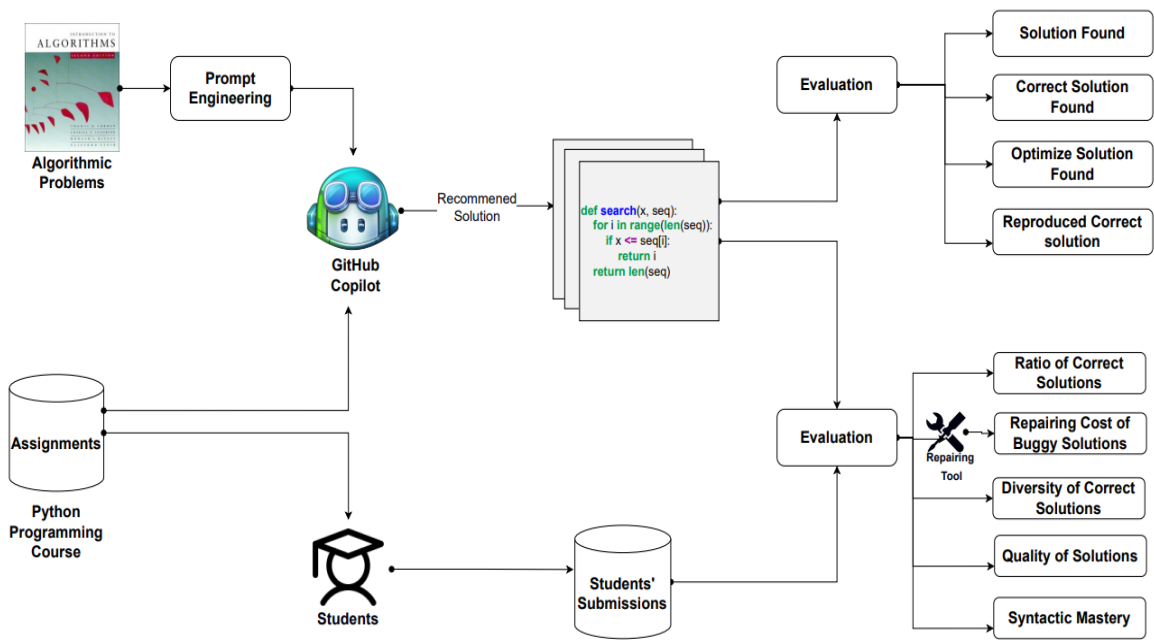 INTRODUCTION TO
ALGORITHMS
SECOND EDITION
Algorithmic
Problems
Prompt
Engineering
GitHub
Copilot
Recommened
Solution
def search(x, seq):
for i in range(len(seq)):
if x <= seq[i]:
return i
return len(seq)
Evaluation
Solution Found
Correct Solution
Found
Optimize Solution
Found
Reproduced Correct
solution
Assignments
Python
Programming
Course
Students
Students'
Submissions
Evaluation
Repairing
Tool
Ratio of Correct
Solutions
Repairing Cost of
Buggy Solutions
Diversity of Correct
Solutions
Quality of Solutions
Syntactic Mastery